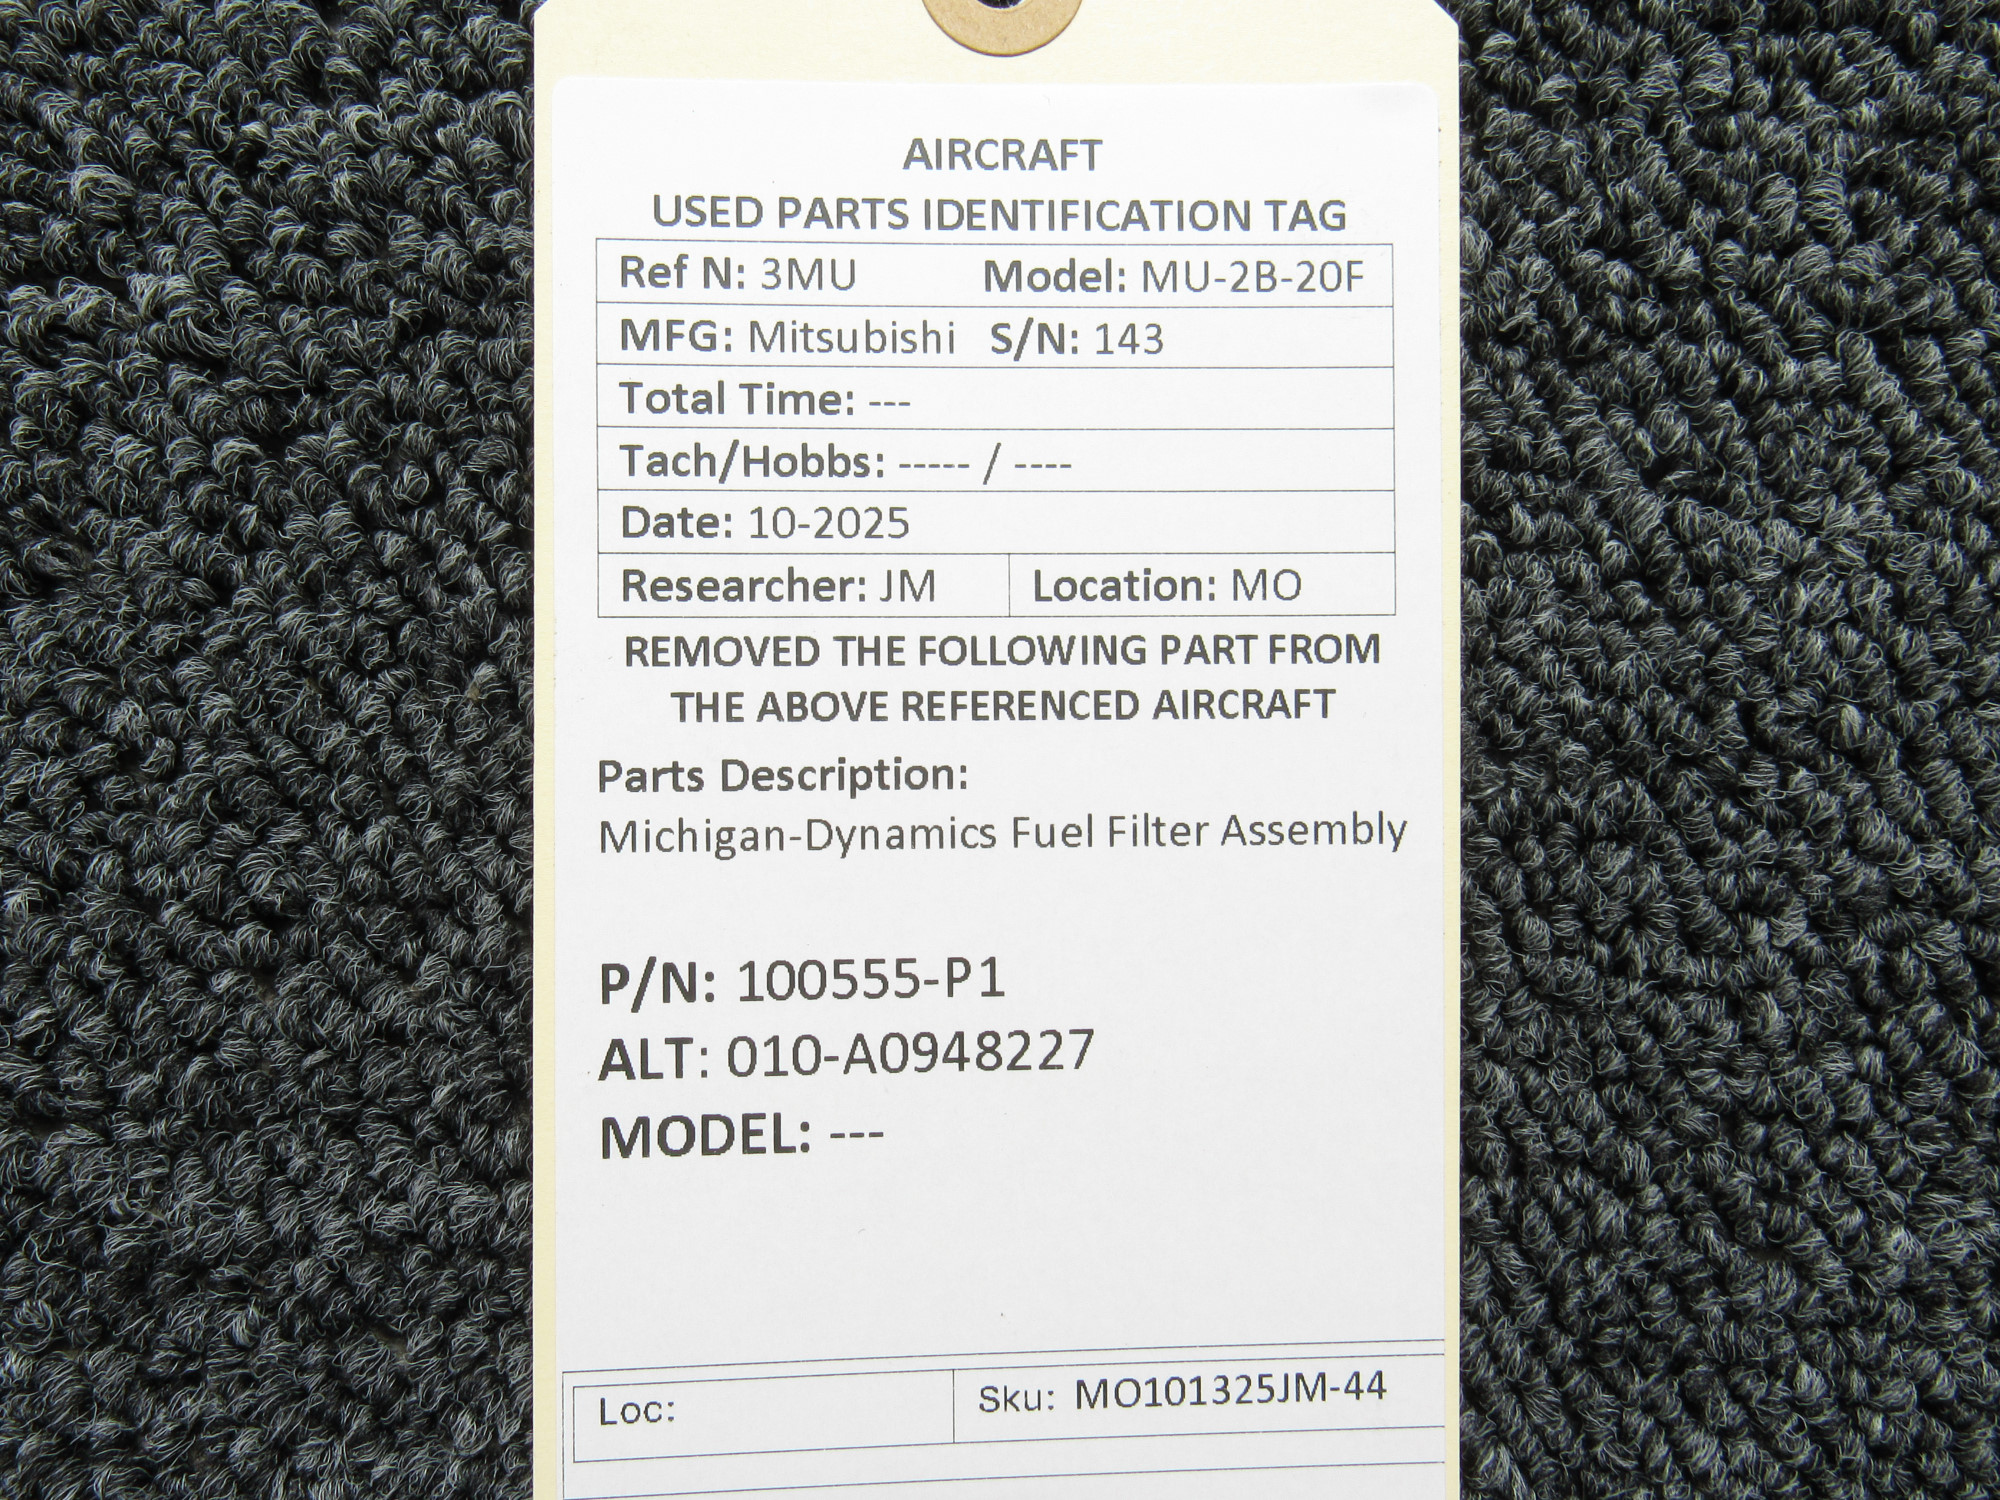 AIRCRAFT
USED PARTS IDENTIFICATION TAG
Ref N: 3MU Model: MU-2B-20F
MFG: Mitsubishi S/N: 143
Total Time: ---
Tach/Hobbs: ----- / ----
Date: 10-2025
Researcher: JM Location: MO
REMOVED THE FOLLOWING PART FROM
THE ABOVE REFERENCED AIRCRAFT
Parts Description:
Michigan-Dynamics Fuel Filter Assembly
P/N: 100555-P1
ALT: 010-A0948227
MODEL: ---
Loc: Sku: MO101325JM-44